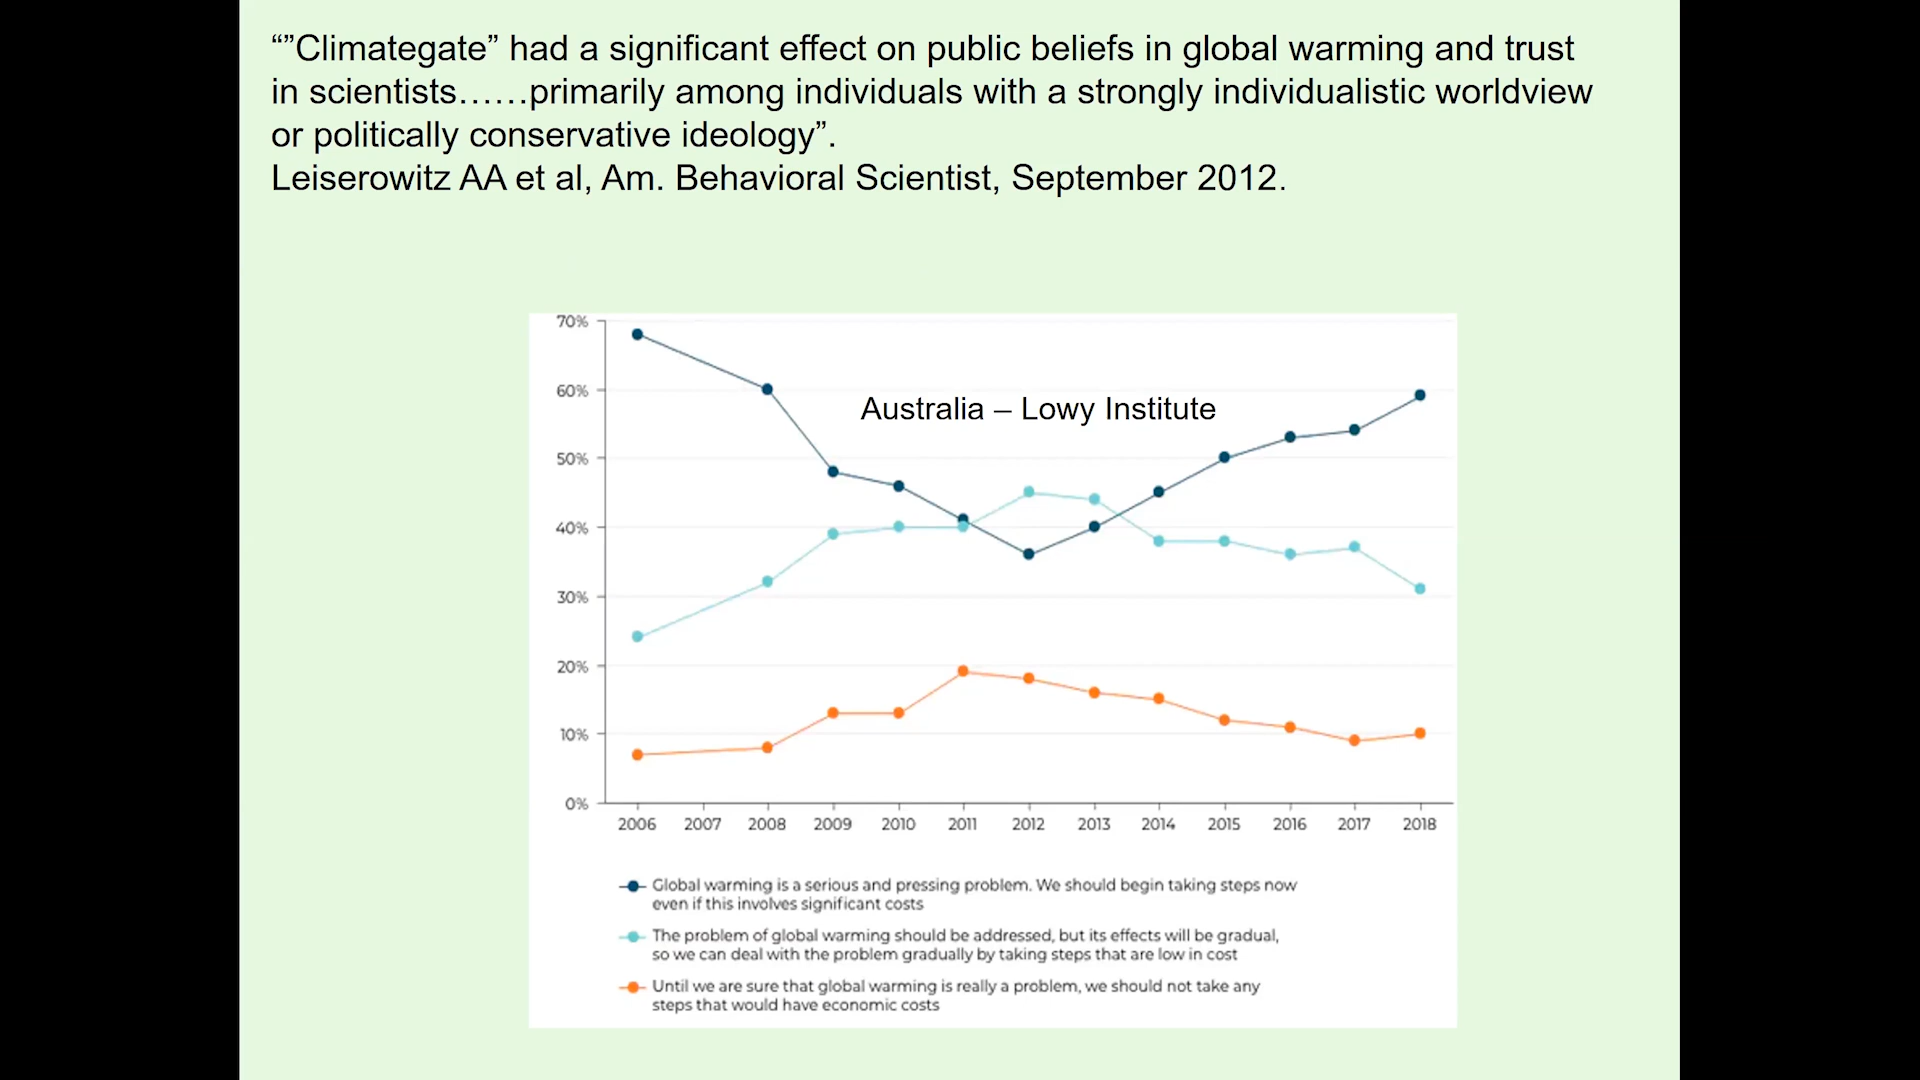 “”Climategate” had a significant effect on public beliefs in global warming and trust
in scientists……primarily among individuals with a strongly individualistic worldview
or politically conservative ideology”.
Leiserowitz AA et al, Am. Behavioral Scientist, September 2012.
70%
60%
Australia – Lowy Institute
50%
40%
30%
20%
10%
0%
2006 2007 2008 2009 2010 2011 2012 2013 2014 2015 2016 2017 2018
Global warming is a serious and pressing problem. We should begin taking steps now
even if this involves significant costs
The problem of global warming should be addressed, but its effects will be gradual,
so we can deal with the problem gradually by taking steps that are low in cost
Until we are sure that global warming is really a problem, we should not take any
steps that would have economic costs